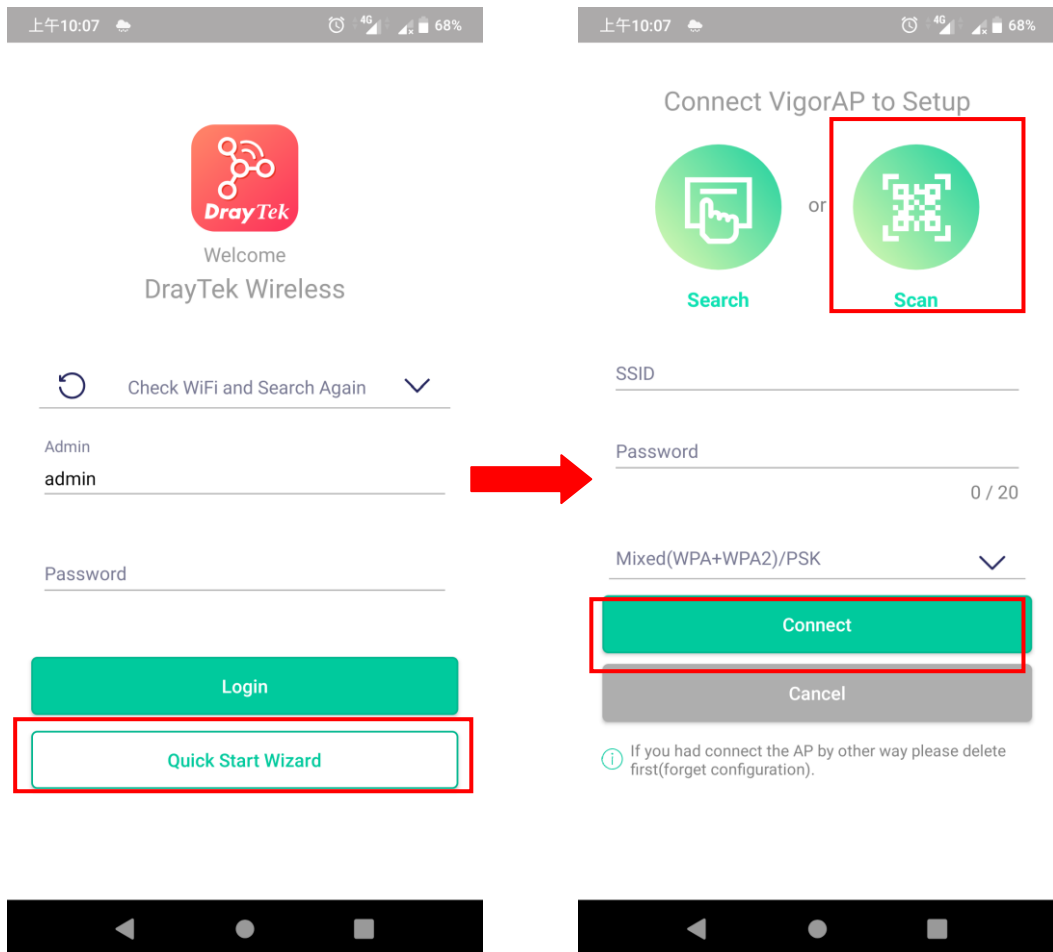 上午10:07
4G
68%
DrayTek
Welcome
DrayTek Wireless
Check WiFi and Search Again
Admin
admin
Password
Login
Quick Start Wizard
上午10:07
4G
68%
Connect VigorAP to Setup
or
Search
Scan
SSID
Password
0 / 20
Mixed(WPA+WPA2)/PSK
Connect
Cancel
If you had connect the AP by other way please delete
first(forget configuration).